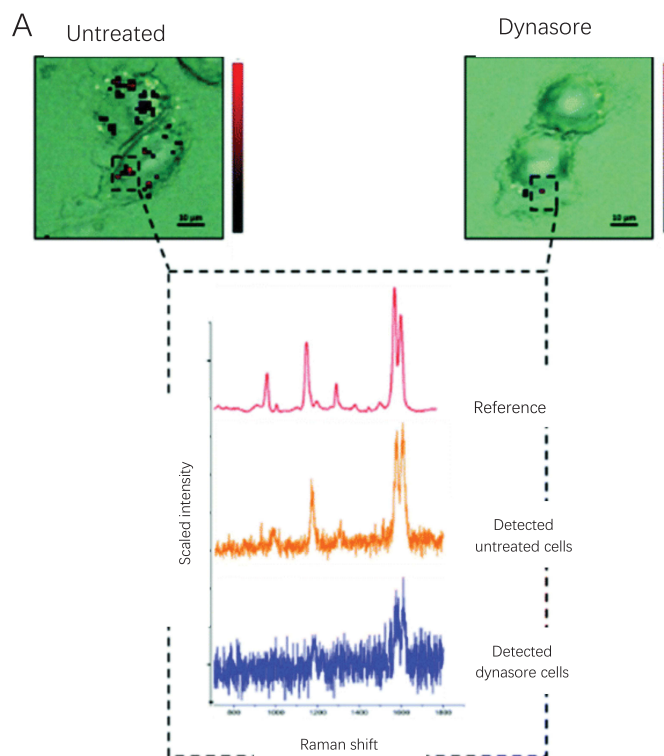 A
Untreated
Dynasore
10 μm
10 μm
Reference
Detected
untreated cells
Detected
dynasore cells
Scaled intensity
800 1000 1200 1400 1600 1800
Raman shift